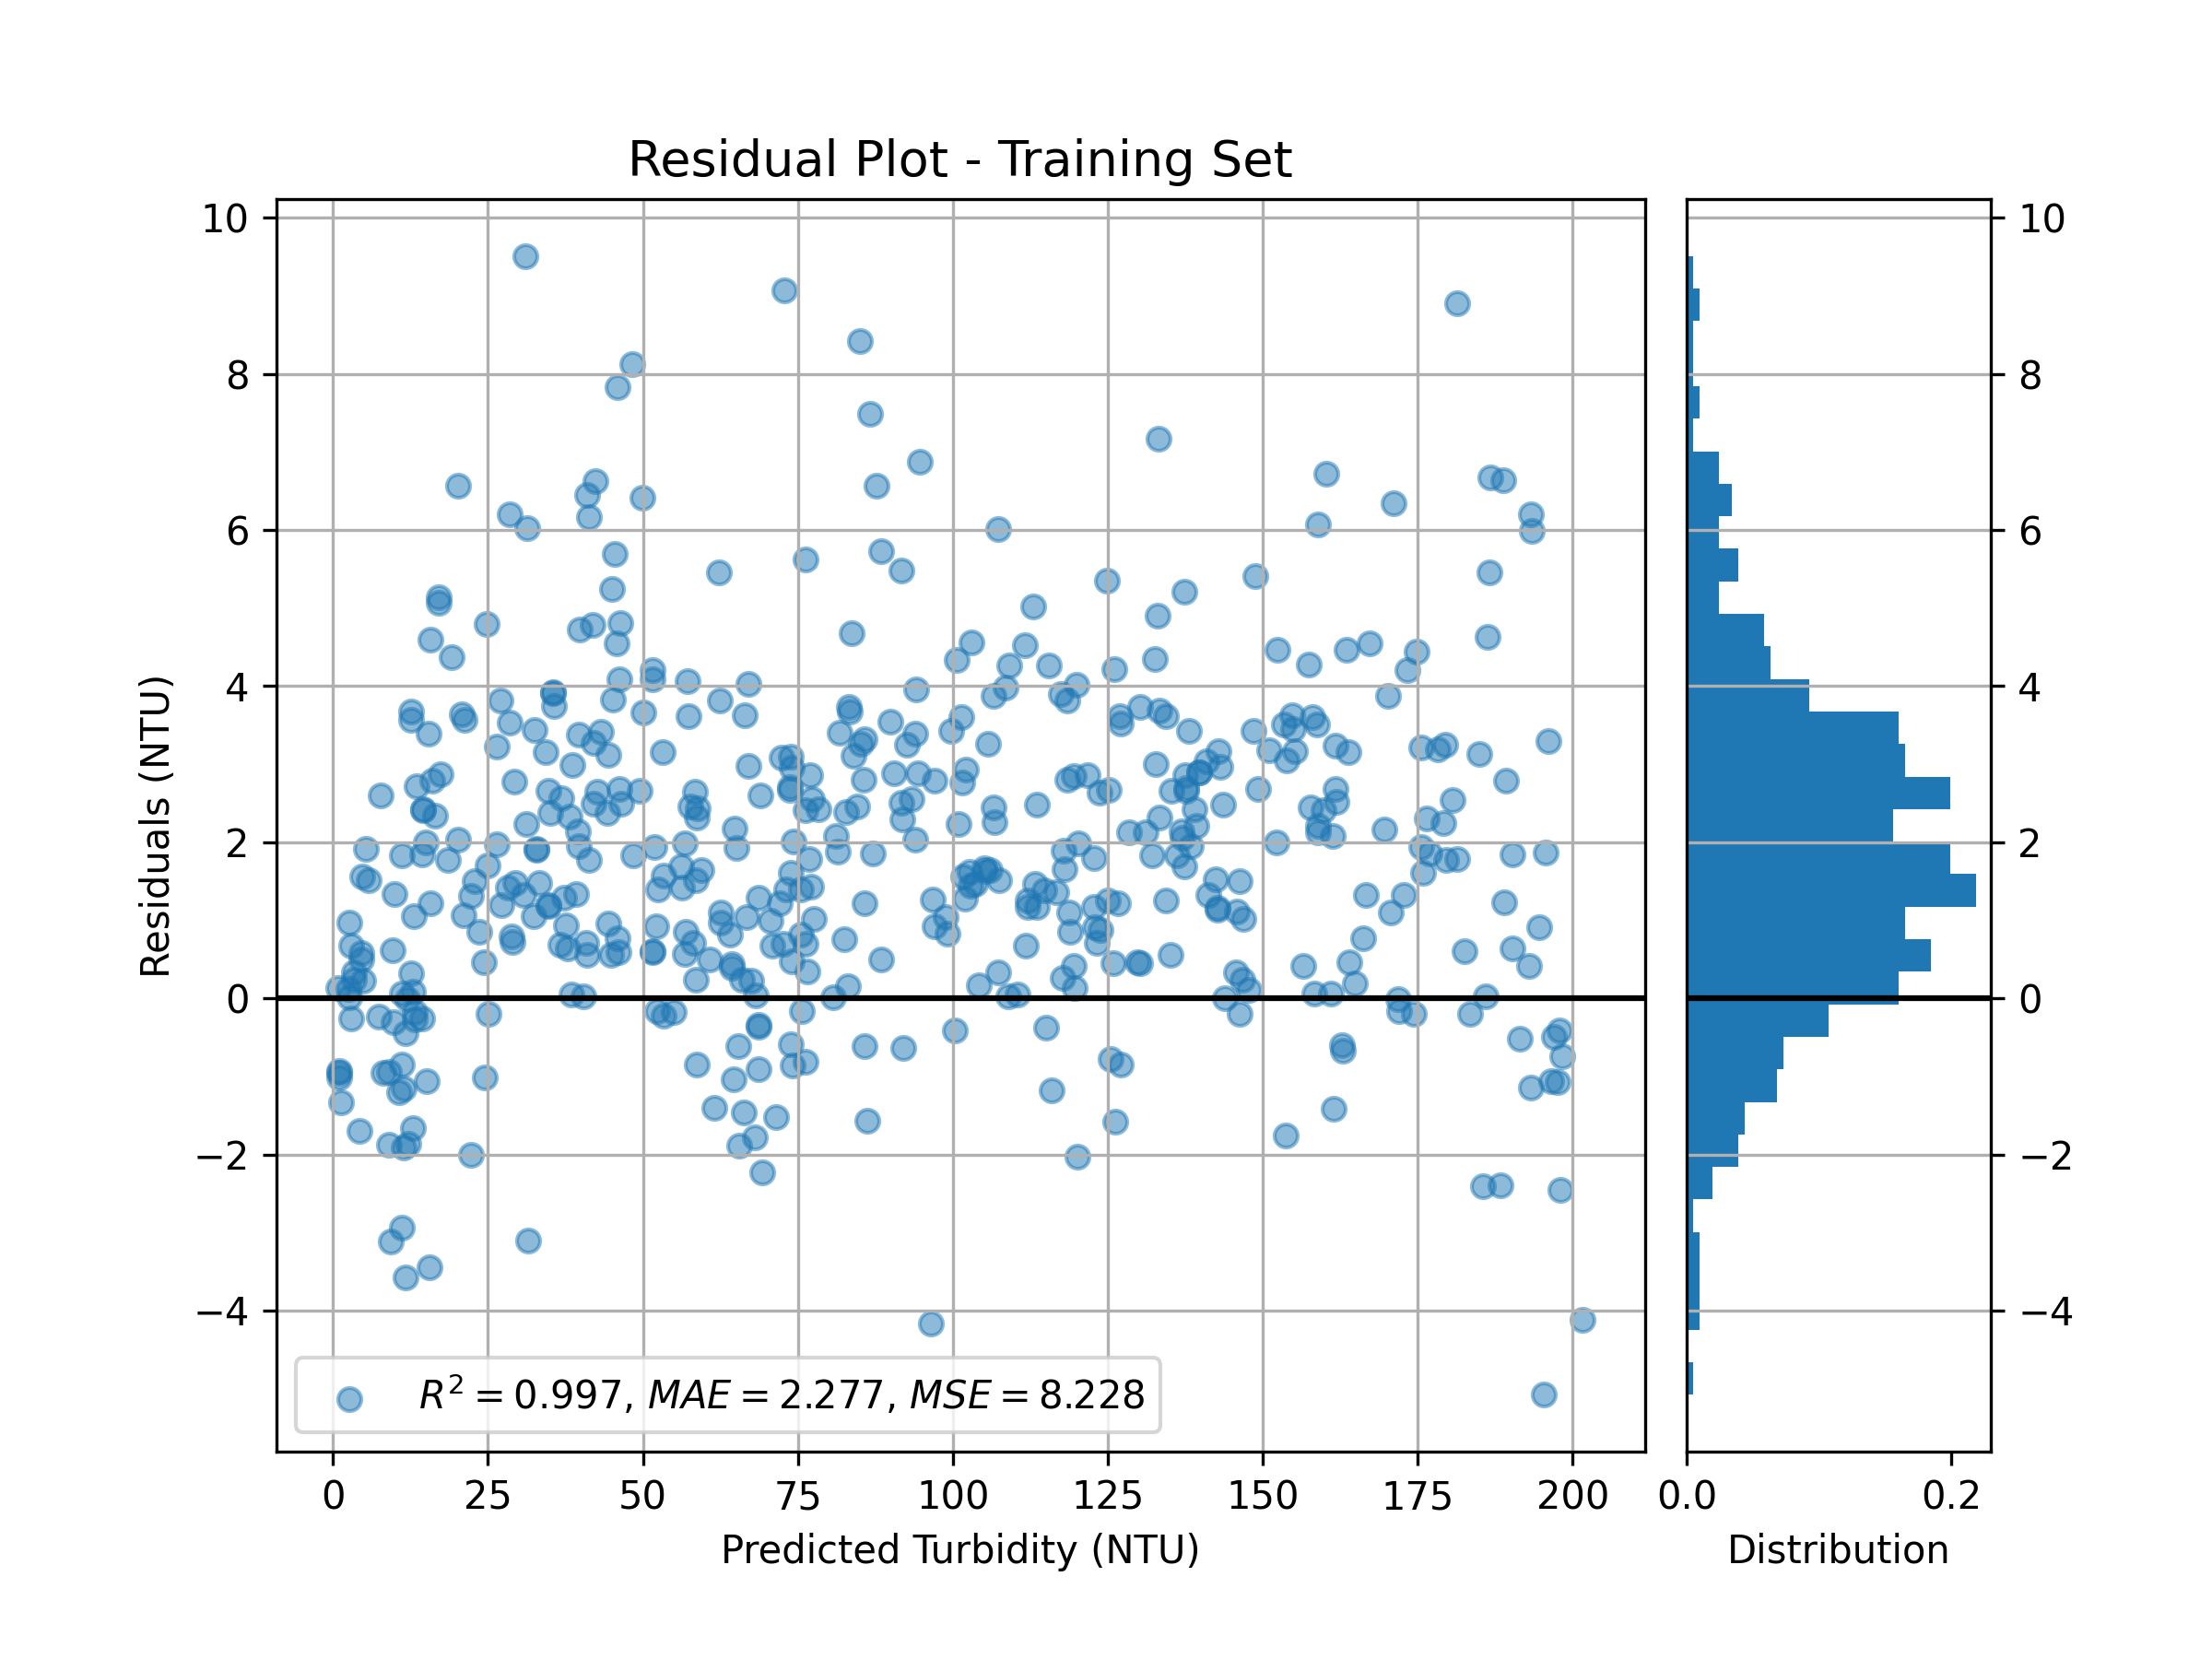 Residual Plot - Training Set
Residuals (NTU)
10
8
6
4
2
0
−2
−4
10
8
6
4
2
0
−2
−4
R² = 0.997, MAE = 2.277, MSE = 8.228
0 25 50 75 100 125 150 175 200
0.0 0.2
Predicted Turbidity (NTU)
Distribution